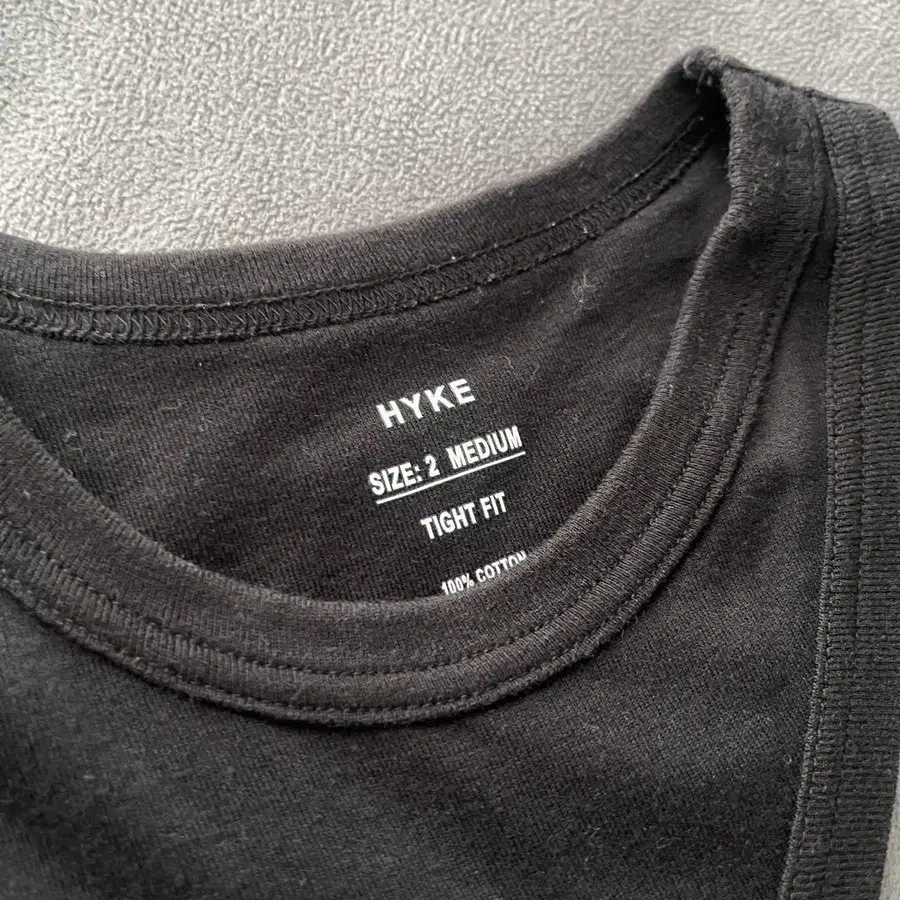 HYKE
SIZE: 2 MEDIUM
TIGHT FIT
100% COTTON